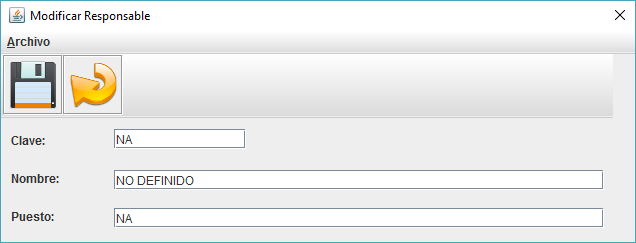 Modificar Responsable
Archivo
Clave: NA
Nombre: NO DEFINIDO
Puesto: NA